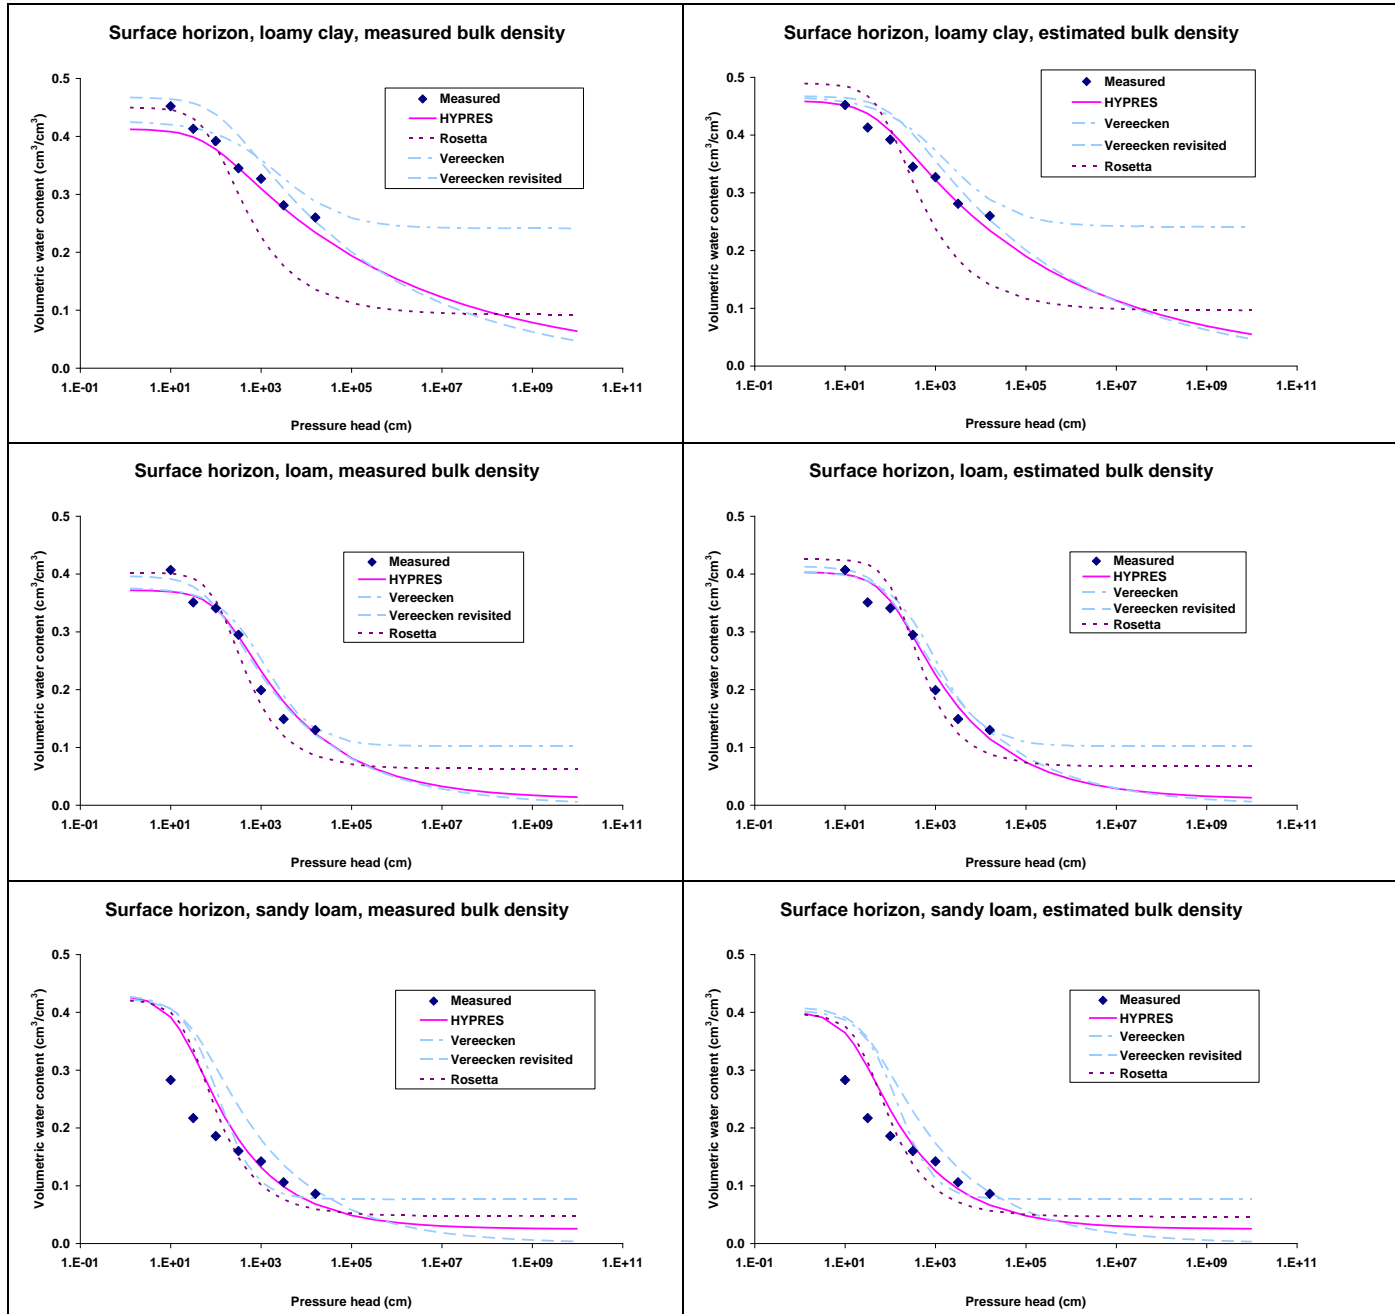 Surface horizon, loamy clay, measured bulk density
Volumetric water content (cm³/cm³)
0.5
0.4
0.3
0.2
0.1
0.0
1.E-01 1.E+01 1.E+03 1.E+05 1.E+07 1.E+09 1.E+11
Pressure head (cm)
Measured
HYPRES
Rosetta
Vereecken
Vereecken revisited
Surface horizon, loamy clay, estimated bulk density
Volumetric water content (cm³/cm³)
0.5
0.4
0.3
0.2
0.1
0.0
1.E-01 1.E+01 1.E+03 1.E+05 1.E+07 1.E+09 1.E+11
Pressure head (cm)
Measured
HYPRES
Vereecken
Vereecken revisited
Rosetta
Surface horizon, loam, measured bulk density
Volumetric water content (cm³/cm³)
0.5
0.4
0.3
0.2
0.1
0.0
1.E-01 1.E+01 1.E+03 1.E+05 1.E+07 1.E+09 1.E+11
Pressure head (cm)
Measured
HYPRES
Vereecken
Vereecken revisited
Rosetta
Surface horizon, loam, estimated bulk density
Volumetric water content (cm³/cm³)
0.5
0.4
0.3
0.2
0.1
0.0
1.E-01 1.E+01 1.E+03 1.E+05 1.E+07 1.E+09 1.E+11
Pressure head (cm)
Measured
HYPRES
Vereecken
Vereecken revisited
Rosetta
Surface horizon, sandy loam, measured bulk density
Volumetric water content (cm³/cm³)
0.5
0.4
0.3
0.2
0.1
0.0
1.E-01 1.E+01 1.E+03 1.E+05 1.E+07 1.E+09 1.E+11
Pressure head (cm)
Measured
HYPRES
Vereecken
Vereecken revisited
Rosetta
Surface horizon, sandy loam, estimated bulk density
Volumetric water content (cm³/cm³)
0.5
0.4
0.3
0.2
0.1
0.0
1.E-01 1.E+01 1.E+03 1.E+05 1.E+07 1.E+09 1.E+11
Pressure head (cm)
Measured
HYPRES
Vereecken
Vereecken revisited
Rosetta